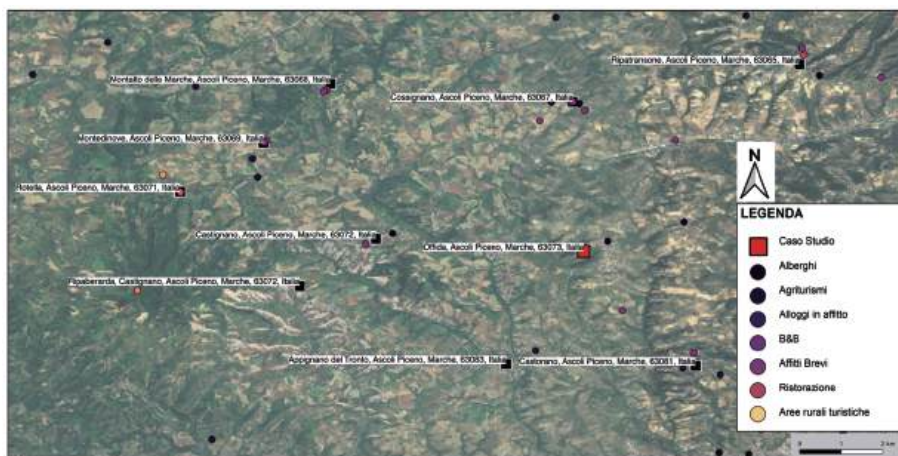 Ripatransone, Ascoli Piceno, Marche, 63065, Italia
Montalto delle Marche, Ascoli Piceno, Marche, 63068, Italia
Cossignano, Ascoli Piceno, Marche, 63067, Italia
Montedinove, Ascoli Piceno, Marche, 63069, Italia
Rotella, Ascoli Piceno, Marche, 63071, Italia
Castignano, Ascoli Piceno, Marche, 63072, Italia
Offida, Ascoli Piceno, Marche, 63073, Italia
Ripaberarda, Castignano, Ascoli Piceno, Marche, 63072, Italia
Appignano del Tronto, Ascoli Piceno, Marche, 63083, Italia
Castorano, Ascoli Piceno, Marche, 63081, Italia
N
LEGENDA
Caso Studio
Alberghi
Agriturismi
Alloggi in affitto
B&B
Affitti Brevi
Ristorazione
Aree rurali turistiche
0 1 2 km